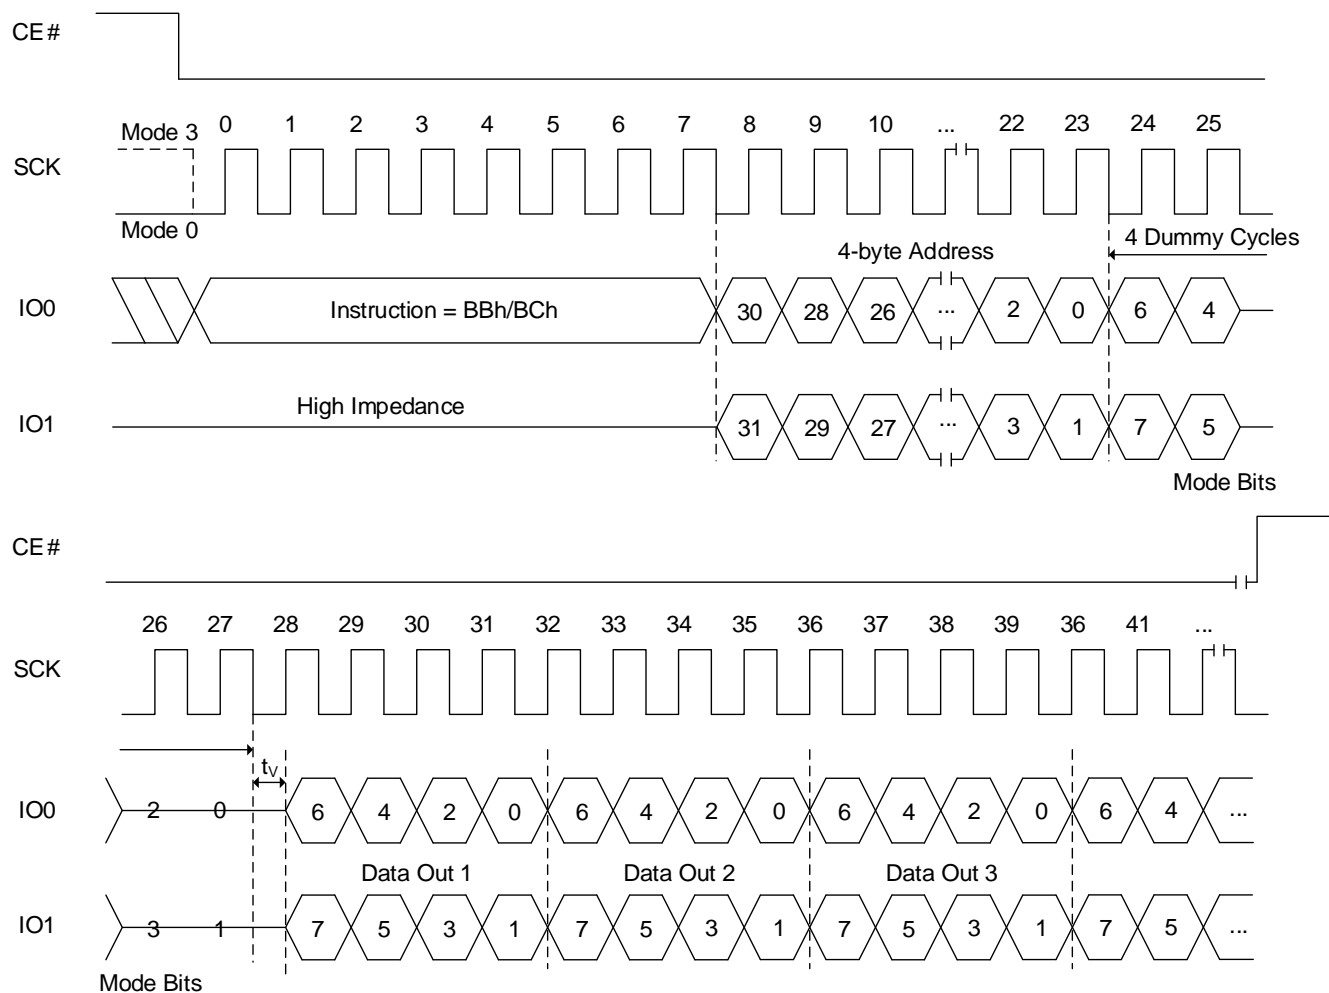 CE#
0 1 2 3 4 5 6 7 8 9 10 ... 22 23 24 25
Mode 3
SCK
Mode 0
4-byte Address
4 Dummy Cycles
IO0 Instruction = BBh/BCh 30 28 26 ... 2 0 6 4
High Impedance
IO1 31 29 27 ... 3 1 7 5
Mode Bits
CE#
26 27 28 29 30 31 32 33 34 35 36 37 38 39 36 41 ...
SCK
tV
IO0 2 0 6 4 2 0 6 4 2 0 6 4 2 0 6 4 ...
Data Out 1 Data Out 2 Data Out 3
IO1 3 1 7 5 3 1 7 5 3 1 7 5 3 1 7 5 ...
Mode Bits